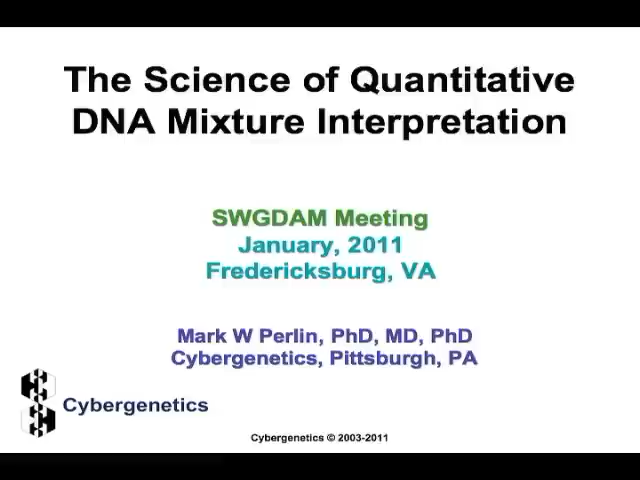 The Science of Quantitative
DNA Mixture Interpretation
SWGDAM Meeting
January, 2011
Fredericksburg, VA
Mark W Perlin, PhD, MD, PhD
Cybergenetics, Pittsburgh, PA
Cybergenetics
Cybergenetics © 2003-2011